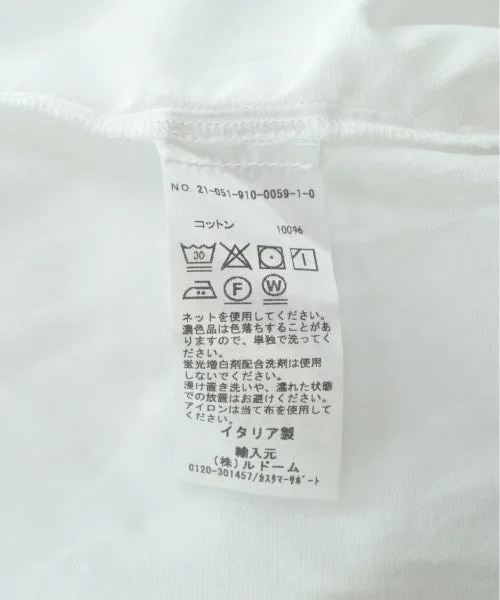 NO. 21-051-910-0059-1-0
コットン 100%
30
F W
ネットを使用してください。
濃色品は色落ちすることがあ
りますので、単独で洗ってく
ださい。
蛍光増白剤配合洗剤は使用
しないでください。
浸け置き洗いや、濡れた状態
での放置はお避けください。
アイロンは当て布を使用して
ください。
イタリア製
輸入元
(株)ルドーム
0120-301457/カスタマーサポート